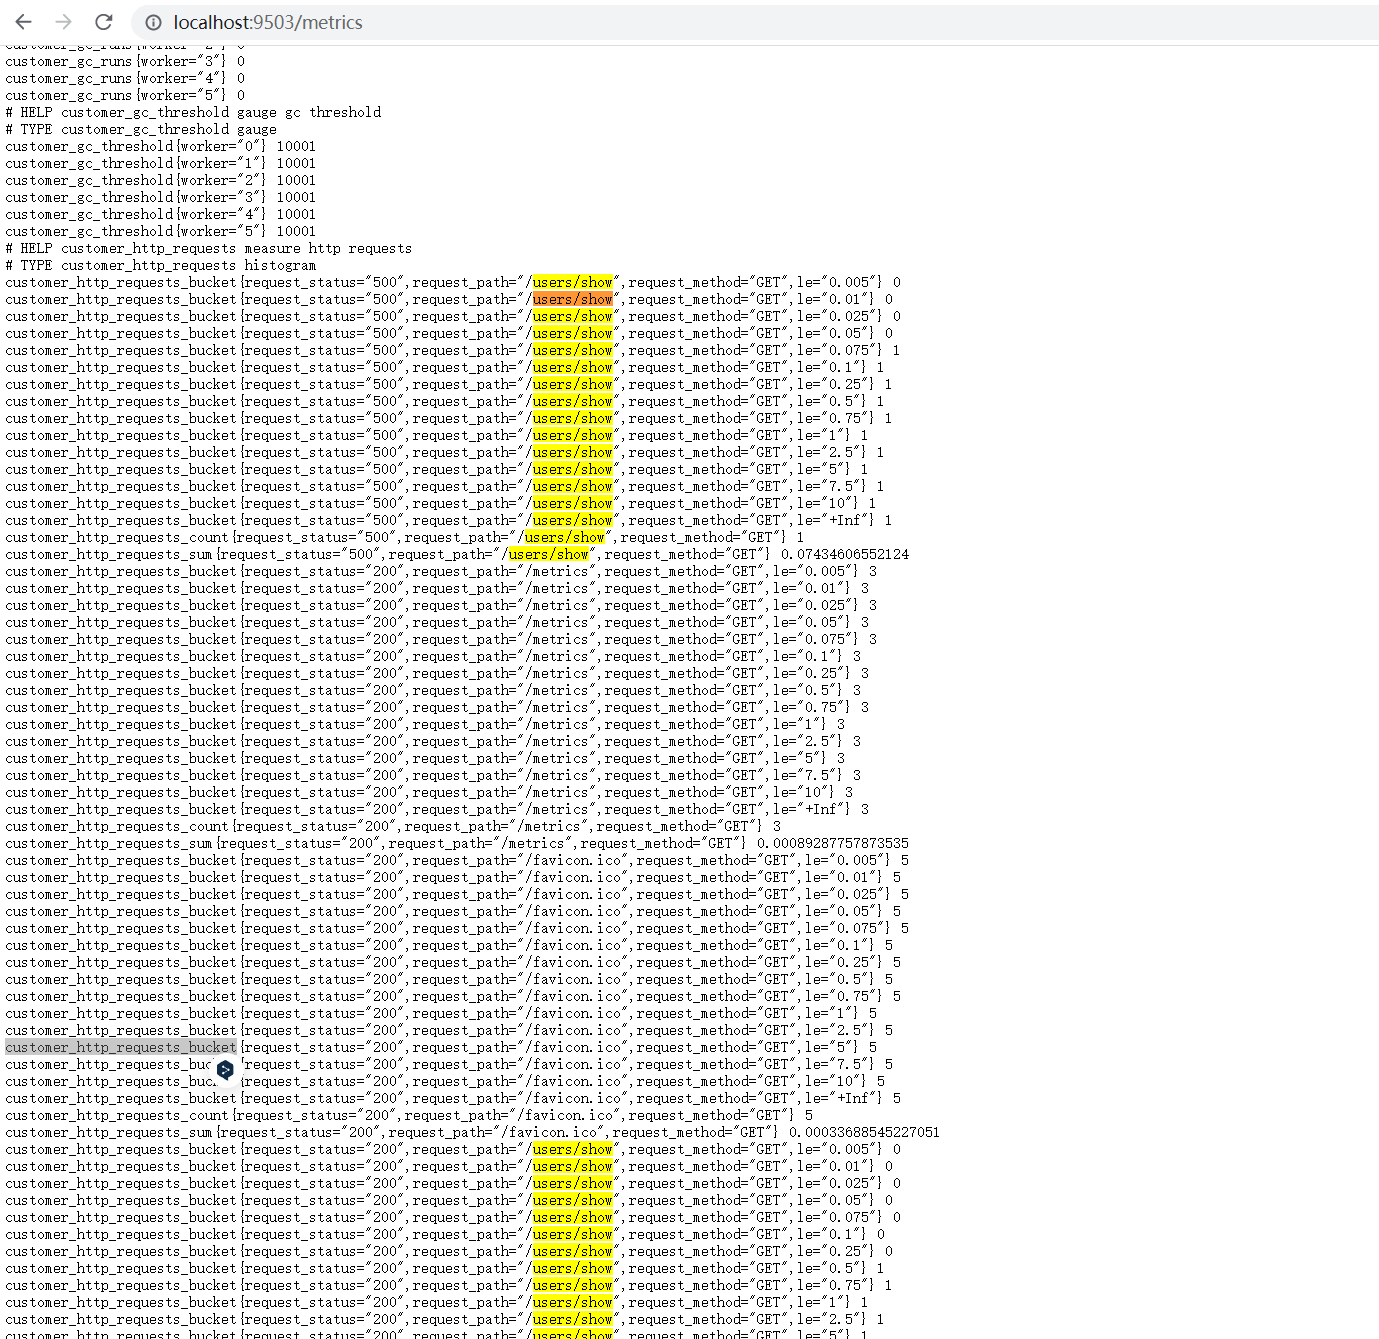 localhost:9503/metrics
customer_gc_runs{worker="2"} 0
customer_gc_runs{worker="3"} 0
customer_gc_runs{worker="4"} 0
customer_gc_runs{worker="5"} 0
# HELP customer_gc_threshold gauge gc threshold
# TYPE customer_gc_threshold gauge
customer_gc_threshold{worker="0"} 10001
customer_gc_threshold{worker="1"} 10001
customer_gc_threshold{worker="2"} 10001
customer_gc_threshold{worker="3"} 10001
customer_gc_threshold{worker="4"} 10001
customer_gc_threshold{worker="5"} 10001
# HELP customer_http_requests measure http requests
# TYPE customer_http_requests histogram
customer_http_requests_bucket{request_status="500",request_path="/users/show",request_method="GET",le="0.005"} 0
customer_http_requests_bucket{request_status="500",request_path="/users/show",request_method="GET",le="0.01"} 0
customer_http_requests_bucket{request_status="500",request_path="/users/show",request_method="GET",le="0.025"} 0
customer_http_requests_bucket{request_status="500",request_path="/users/show",request_method="GET",le="0.05"} 0
customer_http_requests_bucket{request_status="500",request_path="/users/show",request_method="GET",le="0.075"} 1
customer_http_requests_bucket{request_status="500",request_path="/users/show",request_method="GET",le="0.1"} 1
customer_http_requests_bucket{request_status="500",request_path="/users/show",request_method="GET",le="0.25"} 1
customer_http_requests_bucket{request_status="500",request_path="/users/show",request_method="GET",le="0.5"} 1
customer_http_requests_bucket{request_status="500",request_path="/users/show",request_method="GET",le="0.75"} 1
customer_http_requests_bucket{request_status="500",request_path="/users/show",request_method="GET",le="1"} 1
customer_http_requests_bucket{request_status="500",request_path="/users/show",request_method="GET",le="2.5"} 1
customer_http_requests_bucket{request_status="500",request_path="/users/show",request_method="GET",le="5"} 1
customer_http_requests_bucket{request_status="500",request_path="/users/show",request_method="GET",le="7.5"} 1
customer_http_requests_bucket{request_status="500",request_path="/users/show",request_method="GET",le="10"} 1
customer_http_requests_bucket{request_status="500",request_path="/users/show",request_method="GET",le="+Inf"} 1
customer_http_requests_count{request_status="500",request_path="/users/show",request_method="GET"} 1
customer_http_requests_sum{request_status="500",request_path="/users/show",request_method="GET"} 0.07434606552124
customer_http_requests_bucket{request_status="200",request_path="/metrics",request_method="GET",le="0.005"} 3
customer_http_requests_bucket{request_status="200",request_path="/metrics",request_method="GET",le="0.01"} 3
customer_http_requests_bucket{request_status="200",request_path="/metrics",request_method="GET",le="0.025"} 3
customer_http_requests_bucket{request_status="200",request_path="/metrics",request_method="GET",le="0.05"} 3
customer_http_requests_bucket{request_status="200",request_path="/metrics",request_method="GET",le="0.075"} 3
customer_http_requests_bucket{request_status="200",request_path="/metrics",request_method="GET",le="0.1"} 3
customer_http_requests_bucket{request_status="200",request_path="/metrics",request_method="GET",le="0.25"} 3
customer_http_requests_bucket{request_status="200",request_path="/metrics",request_method="GET",le="0.5"} 3
customer_http_requests_bucket{request_status="200",request_path="/metrics",request_method="GET",le="0.75"} 3
customer_http_requests_bucket{request_status="200",request_path="/metrics",request_method="GET",le="1"} 3
customer_http_requests_bucket{request_status="200",request_path="/metrics",request_method="GET",le="2.5"} 3
customer_http_requests_bucket{request_status="200",request_path="/metrics",request_method="GET",le="5"} 3
customer_http_requests_bucket{request_status="200",request_path="/metrics",request_method="GET",le="7.5"} 3
customer_http_requests_bucket{request_status="200",request_path="/metrics",request_method="GET",le="10"} 3
customer_http_requests_bucket{request_status="200",request_path="/metrics",request_method="GET",le="+Inf"} 3
customer_http_requests_count{request_status="200",request_path="/metrics",request_method="GET"} 3
customer_http_requests_sum{request_status="200",request_path="/metrics",request_method="GET"} 0.00089287757873535
customer_http_requests_bucket{request_status="200",request_path="/favicon.ico",request_method="GET",le="0.005"} 5
customer_http_requests_bucket{request_status="200",request_path="/favicon.ico",request_method="GET",le="0.01"} 5
customer_http_requests_bucket{request_status="200",request_path="/favicon.ico",request_method="GET",le="0.025"} 5
customer_http_requests_bucket{request_status="200",request_path="/favicon.ico",request_method="GET",le="0.05"} 5
customer_http_requests_bucket{request_status="200",request_path="/favicon.ico",request_method="GET",le="0.075"} 5
customer_http_requests_bucket{request_status="200",request_path="/favicon.ico",request_method="GET",le="0.1"} 5
customer_http_requests_bucket{request_status="200",request_path="/favicon.ico",request_method="GET",le="0.25"} 5
customer_http_requests_bucket{request_status="200",request_path="/favicon.ico",request_method="GET",le="0.5"} 5
customer_http_requests_bucket{request_status="200",request_path="/favicon.ico",request_method="GET",le="0.75"} 5
customer_http_requests_bucket{request_status="200",request_path="/favicon.ico",request_method="GET",le="1"} 5
customer_http_requests_bucket{request_status="200",request_path="/favicon.ico",request_method="GET",le="2.5"} 5
customer_http_requests_bucket{request_status="200",request_path="/favicon.ico",request_method="GET",le="5"} 5
customer_http_requests_buc {request_status="200",request_path="/favicon.ico",request_method="GET",le="7.5"} 5
customer_http_requests_buc {request_status="200",request_path="/favicon.ico",request_method="GET",le="10"} 5
customer_http_requests_bucket{request_status="200",request_path="/favicon.ico",request_method="GET",le="+Inf"} 5
customer_http_requests_count{request_status="200",request_path="/favicon.ico",request_method="GET"} 5
customer_http_requests_sum{request_status="200",request_path="/favicon.ico",request_method="GET"} 0.00033688545227051
customer_http_requests_bucket{request_status="200",request_path="/users/show",request_method="GET",le="0.005"} 0
customer_http_requests_bucket{request_status="200",request_path="/users/show",request_method="GET",le="0.01"} 0
customer_http_requests_bucket{request_status="200",request_path="/users/show",request_method="GET",le="0.025"} 0
customer_http_requests_bucket{request_status="200",request_path="/users/show",request_method="GET",le="0.05"} 0
customer_http_requests_bucket{request_status="200",request_path="/users/show",request_method="GET",le="0.075"} 0
customer_http_requests_bucket{request_status="200",request_path="/users/show",request_method="GET",le="0.1"} 0
customer_http_requests_bucket{request_status="200",request_path="/users/show",request_method="GET",le="0.25"} 0
customer_http_requests_bucket{request_status="200",request_path="/users/show",request_method="GET",le="0.5"} 1
customer_http_requests_bucket{request_status="200",request_path="/users/show",request_method="GET",le="0.75"} 1
customer_http_requests_bucket{request_status="200",request_path="/users/show",request_method="GET",le="1"} 1
customer_http_requests_bucket{request_status="200",request_path="/users/show",request_method="GET",le="2.5"} 1
customer_http_requests_bucket{request_status="200",request_path="/users/show",request_method="GET",le="5"} 1